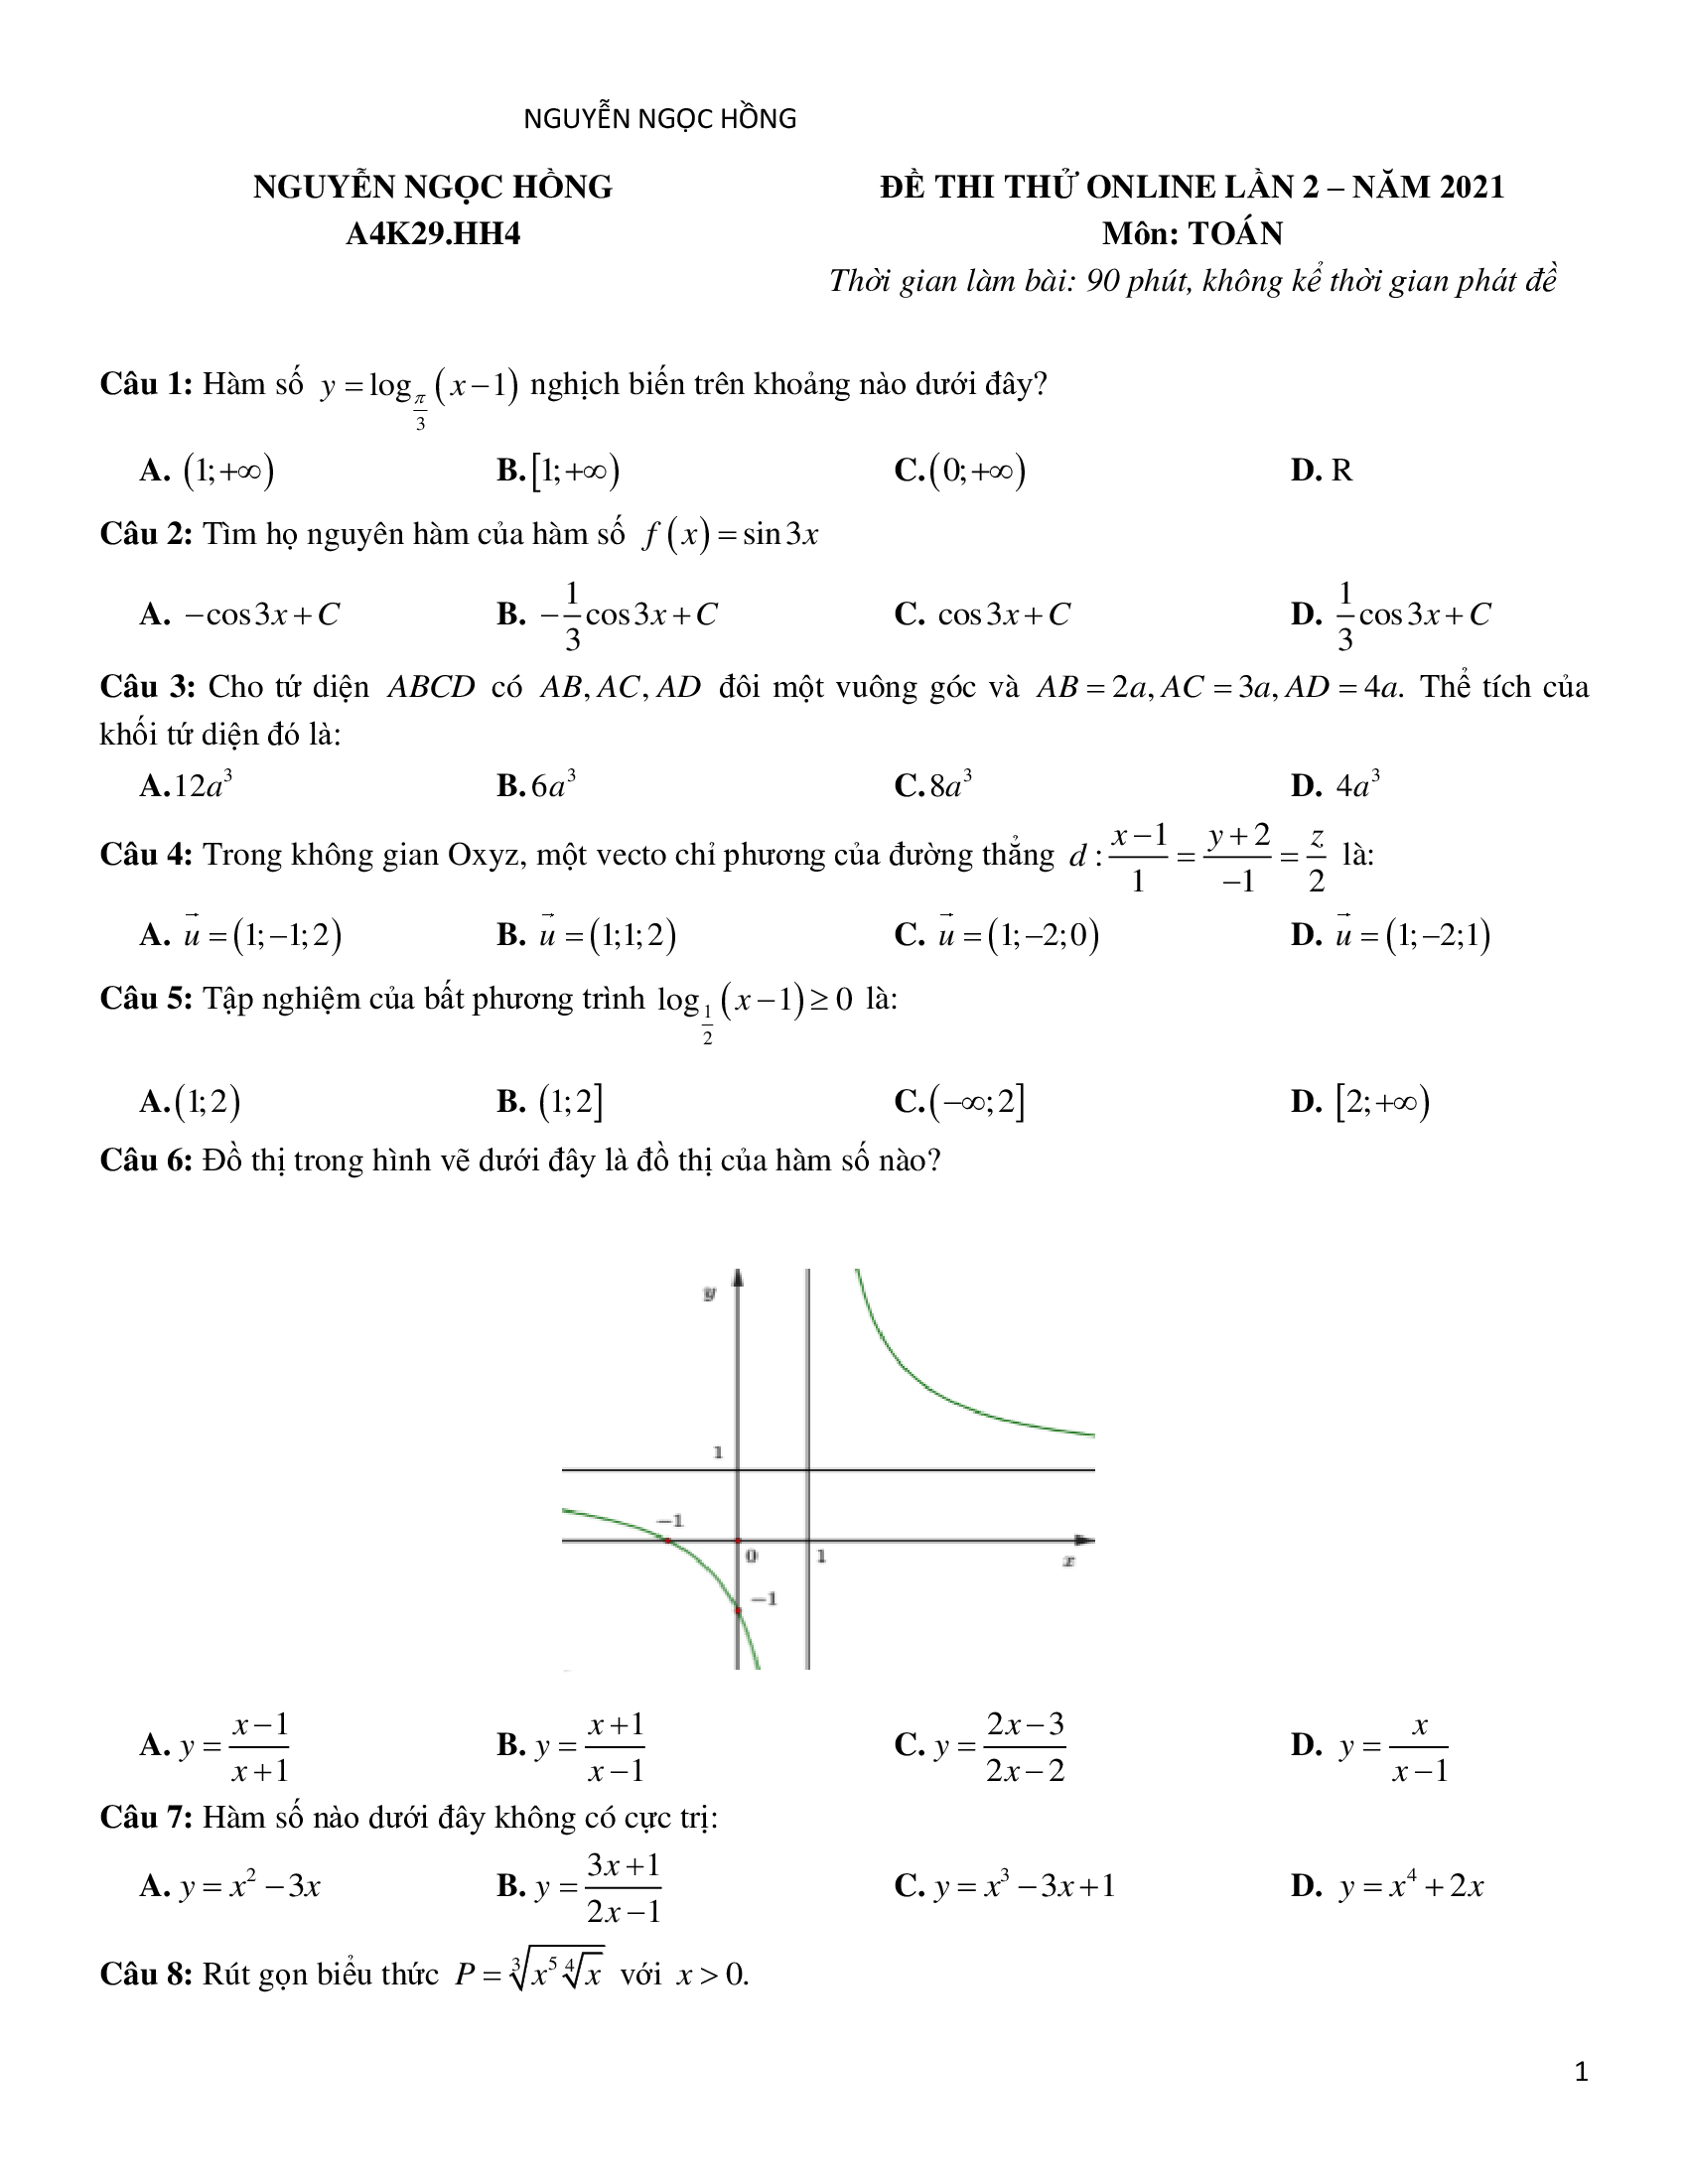 NGUYỄN NGỌC HỒNG
NGUYỄN NGỌC HỒNG
A4K29.HH4
ĐỀ THI THỬ ONLINE LẦN 2 – NĂM 2021
Môn: TOÁN
Thời gian làm bài: 90 phút, không kể thời gian phát đề
Câu 1: Hàm số $y = \log_{\frac{\pi}{3}}(x-1)$ nghịch biến trên khoảng nào dưới đây?
A. $(1;+\infty)$ B. $[1;+\infty)$ C. $(0;+\infty)$ D. R
Câu 2: Tìm họ nguyên hàm của hàm số $f(x) = \sin 3x$
A. $-\cos 3x + C$ B. $-\frac{1}{3}\cos 3x + C$ C. $\cos 3x + C$ D. $\frac{1}{3}\cos 3x + C$
Câu 3: Cho tứ diện $ABCD$ có $AB, AC, AD$ đôi một vuông góc và $AB = 2a, AC = 3a, AD = 4a.$ Thể tích của
khối tứ diện đó là:
A. $12a^3$ B. $6a^3$ C. $8a^3$ D. $4a^3$
Câu 4: Trong không gian Oxyz, một vecto chỉ phương của đường thẳng $d: \frac{x-1}{1} = \frac{y+2}{-1} = \frac{z}{2}$ là:
A. $\vec{u} = (1;-1;2)$ B. $\vec{u} = (1;1;2)$ C. $\vec{u} = (1;-2;0)$ D. $\vec{u} = (1;-2;1)$
Câu 5: Tập nghiệm của bất phương trình $\log_{\frac{1}{2}}(x-1) \ge 0$ là:
A. $(1;2)$ B. $(1;2]$ C. $(-\infty;2]$ D. $[2;+\infty)$
Câu 6: Đồ thị trong hình vẽ dưới đây là đồ thị của hàm số nào?
y
1
−1
0 1
x
−1
A. $y = \frac{x-1}{x+1}$ B. $y = \frac{x+1}{x-1}$ C. $y = \frac{2x-3}{2x-2}$ D. $y = \frac{x}{x-1}$
Câu 7: Hàm số nào dưới đây không có cực trị:
A. $y = x^2 - 3x$ B. $y = \frac{3x+1}{2x-1}$ C. $y = x^3 - 3x + 1$ D. $y = x^4 + 2x$
Câu 8: Rút gọn biểu thức $P = \sqrt[3]{x^5 \sqrt[4]{x}}$ với $x > 0.$
1